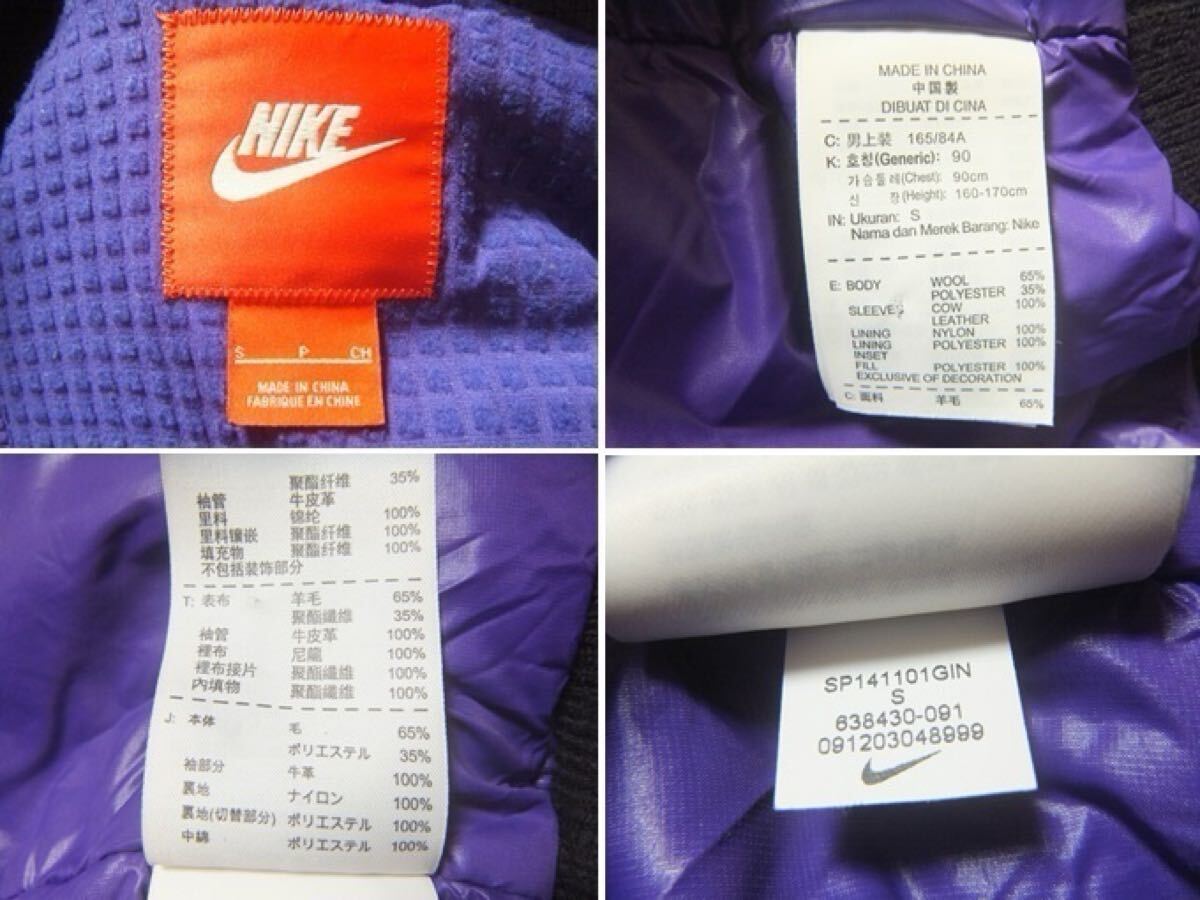 NIKE
S P CH
MADE IN CHINA
FABRIQUE EN CHINE
MADE IN CHINA
中国製
DIBUAT DI CINA
C: 男上装 165/84A
K: 호칭(Generic): 90
가슴둘레(Chest): 90cm
신 장(Height): 160-170cm
IN: Ukuran: S
Nama dan Merek Barang: Nike
E: BODY WOOL 65%
POLYESTER 35%
SLEEVES COW 100%
LEATHER
LINING NYLON 100%
LINING POLYESTER 100%
INSET
FILL POLYESTER 100%
EXCLUSIVE OF DECORATION
C: 面料 羊毛 65%
聚酯纤维 35%
袖管 牛皮革
里料 锦纶 100%
里料镶嵌 聚酯纤维 100%
填充物 聚酯纤维 100%
不包括装饰部分
T: 表布 羊毛 65%
聚酯纖維 35%
袖管 牛皮革 100%
裡布 尼龍 100%
裡布接片 聚酯纖維 100%
內填物 聚酯纖維 100%
J: 本体 毛 65%
ポリエステル 35%
袖部分 牛革 100%
裏地 ナイロン 100%
裏地(切替部分) ポリエステル 100%
中綿 ポリエステル 100%
SP141101GIN
S
638430-091
091203048999